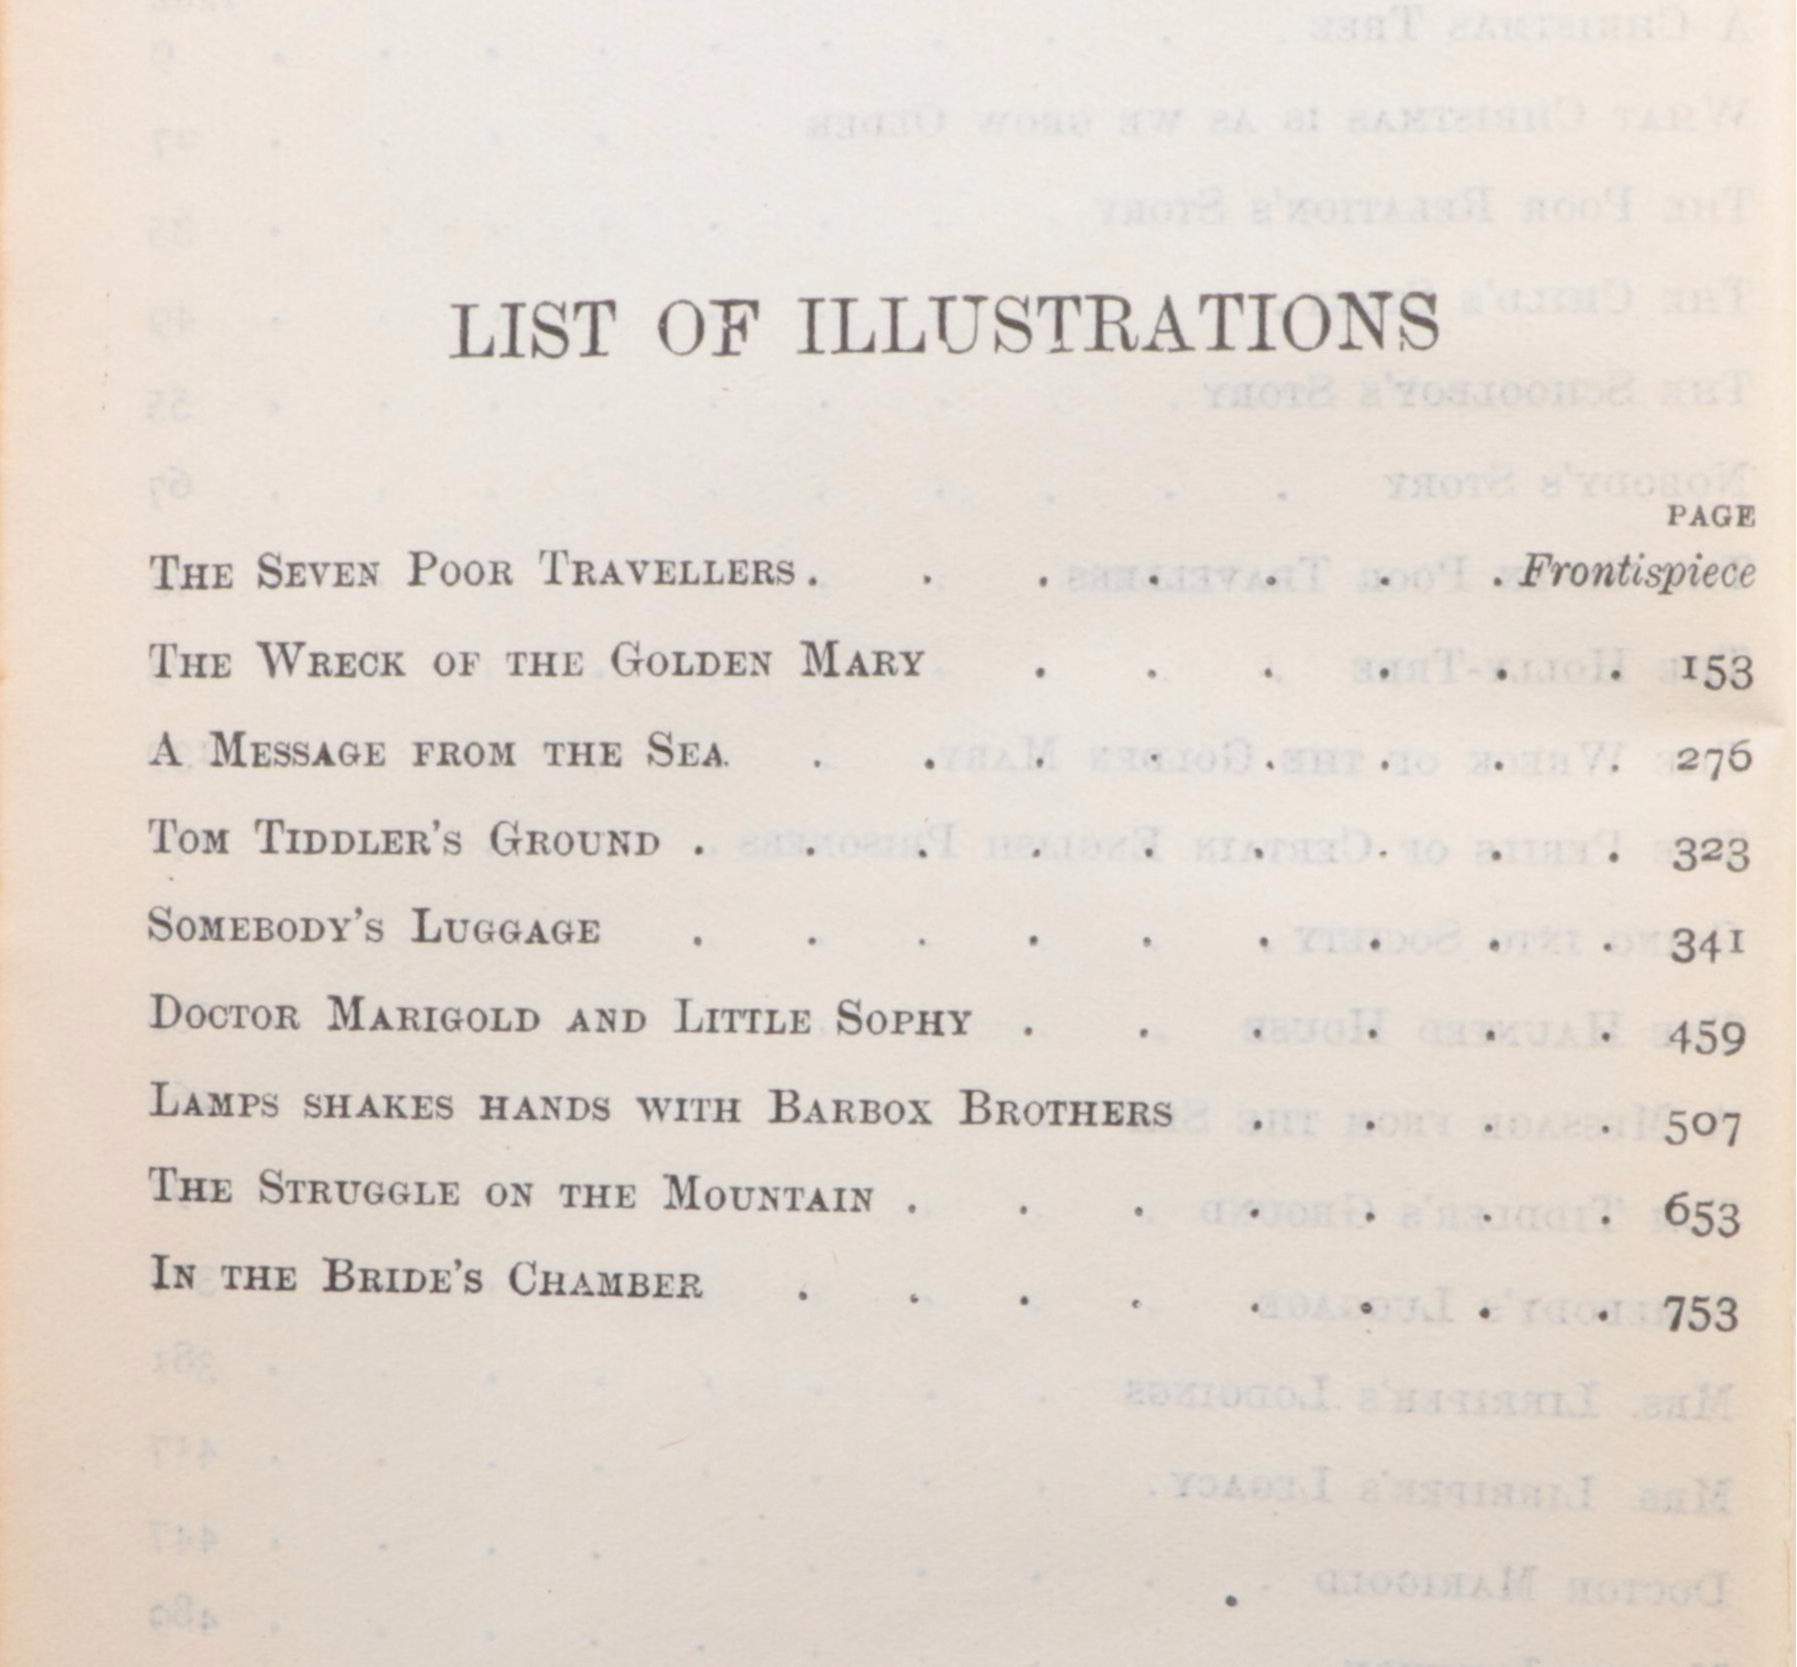 LIST OF ILLUSTRATIONS
PAGE
THE SEVEN POOR TRAVELLERS . . . . . . . Frontispiece
THE WRECK OF THE GOLDEN MARY . . . . . . 153
A MESSAGE FROM THE SEA . . . . . . . . 276
TOM TIDDLER'S GROUND . . . . . . . . . 323
SOMEBODY'S LUGGAGE . . . . . . . . . 341
DOCTOR MARIGOLD AND LITTLE SOPHY . . . . . . 459
LAMPS SHAKES HANDS WITH BARBOX BROTHERS . . . . 507
THE STRUGGLE ON THE MOUNTAIN . . . . . . . 653
IN THE BRIDE'S CHAMBER . . . . . . . . 753